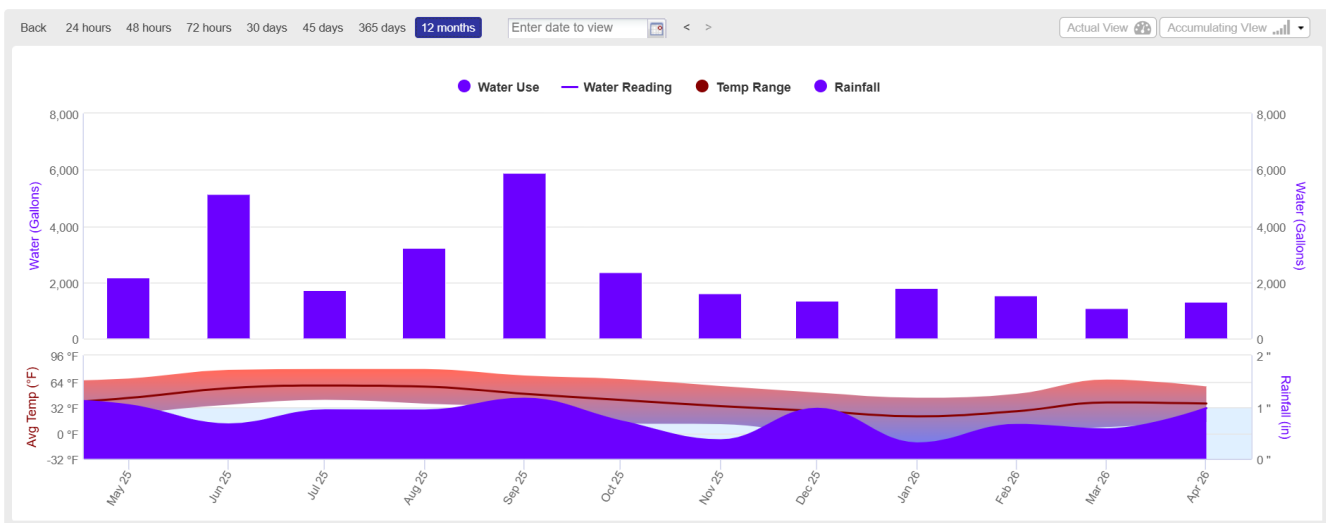 Back 24 hours 48 hours 72 hours 30 days 45 days 365 days 12 months Enter date to view < > Actual View Accumulating VIew
Water Use Water Reading Temp Range Rainfall
8,000 8,000
6,000 6,000
4,000 4,000
2,000 2,000
0 0
Water (Gallons)
Water (Gallons)
96 °F 2 "
64 °F
32 °F 1 "
0 °F
-32 °F 0 "
Avg Temp (°F)
Rainfall (in)
May 25 Jun 25 Jul 25 Aug 25 Sep 25 Oct 25 Nov 25 Dec 25 Jan 26 Feb 26 Mar 26 Apr 26